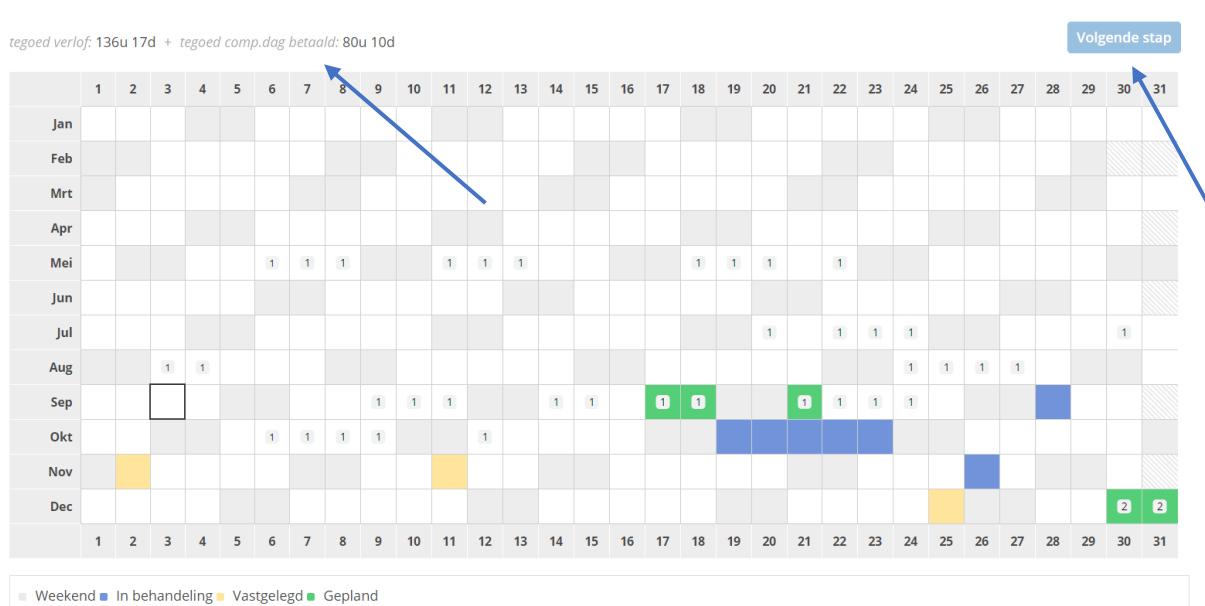 tegoed verlof: 136u 17d + tegoed comp.dag betaald: 80u 10d
Volgende stap
1 2 3 4 5 6 7 8 9 10 11 12 13 14 15 16 17 18 19 20 21 22 23 24 25 26 27 28 29 30 31
Jan
Feb
Mrt
Apr
Mei 1 1 1 1 1 1 1 1 1 1
Jun
Jul 1 1 1 1 1
Aug 1 1 1 1 1 1
Sep 1 1 1 1 1 1 1 1 1 1 1
Okt 1 1 1 1 1
Nov
Dec 2 2
1 2 3 4 5 6 7 8 9 10 11 12 13 14 15 16 17 18 19 20 21 22 23 24 25 26 27 28 29 30 31
Weekend In behandeling Vastgelegd Gepland